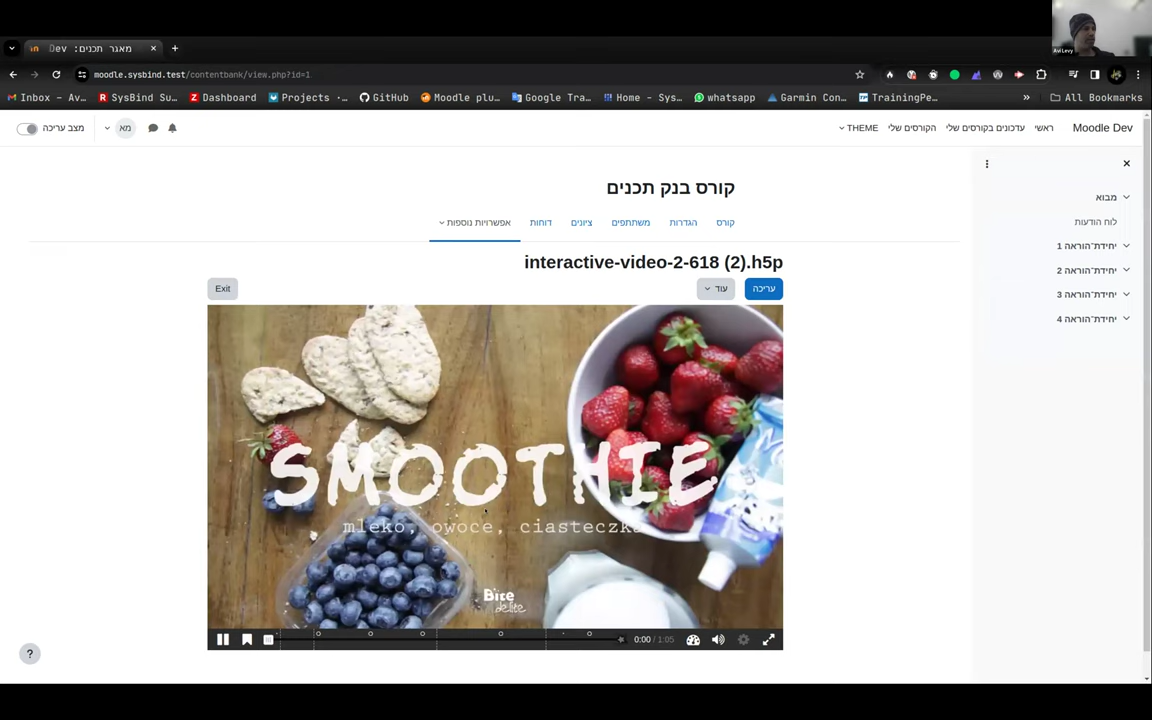 Avi Levy
מאגר תכנים: Dev
moodle.sysbind.test/contentbank/view.php?id=1
Inbox - Av...
SysBind Su...
Dashboard
Projects ·...
GitHub
Moodle plu...
Google Tra...
Home - Sys...
whatsapp
Garmin Con...
TrainingPe...
»
All Bookmarks
Moodle Dev
ראשי
עדכונים בקורסים שלי
הקורסים שלי
THEME
מא
מצב עריכה
קורס בנק תכנים
קורס
הגדרות
משתתפים
ציונים
דוחות
אפשרויות נוספות
מבוא
לוח הודעות
יחידת־הוראה 1
יחידת־הוראה 2
יחידת־הוראה 3
יחידת־הוראה 4
interactive-video-2-618 (2).h5p
עריכה
עוד
Exit
SMOOTHIE
mleko, owoce, ciasteczka
Bite
delite
0:00 / 1:05
?